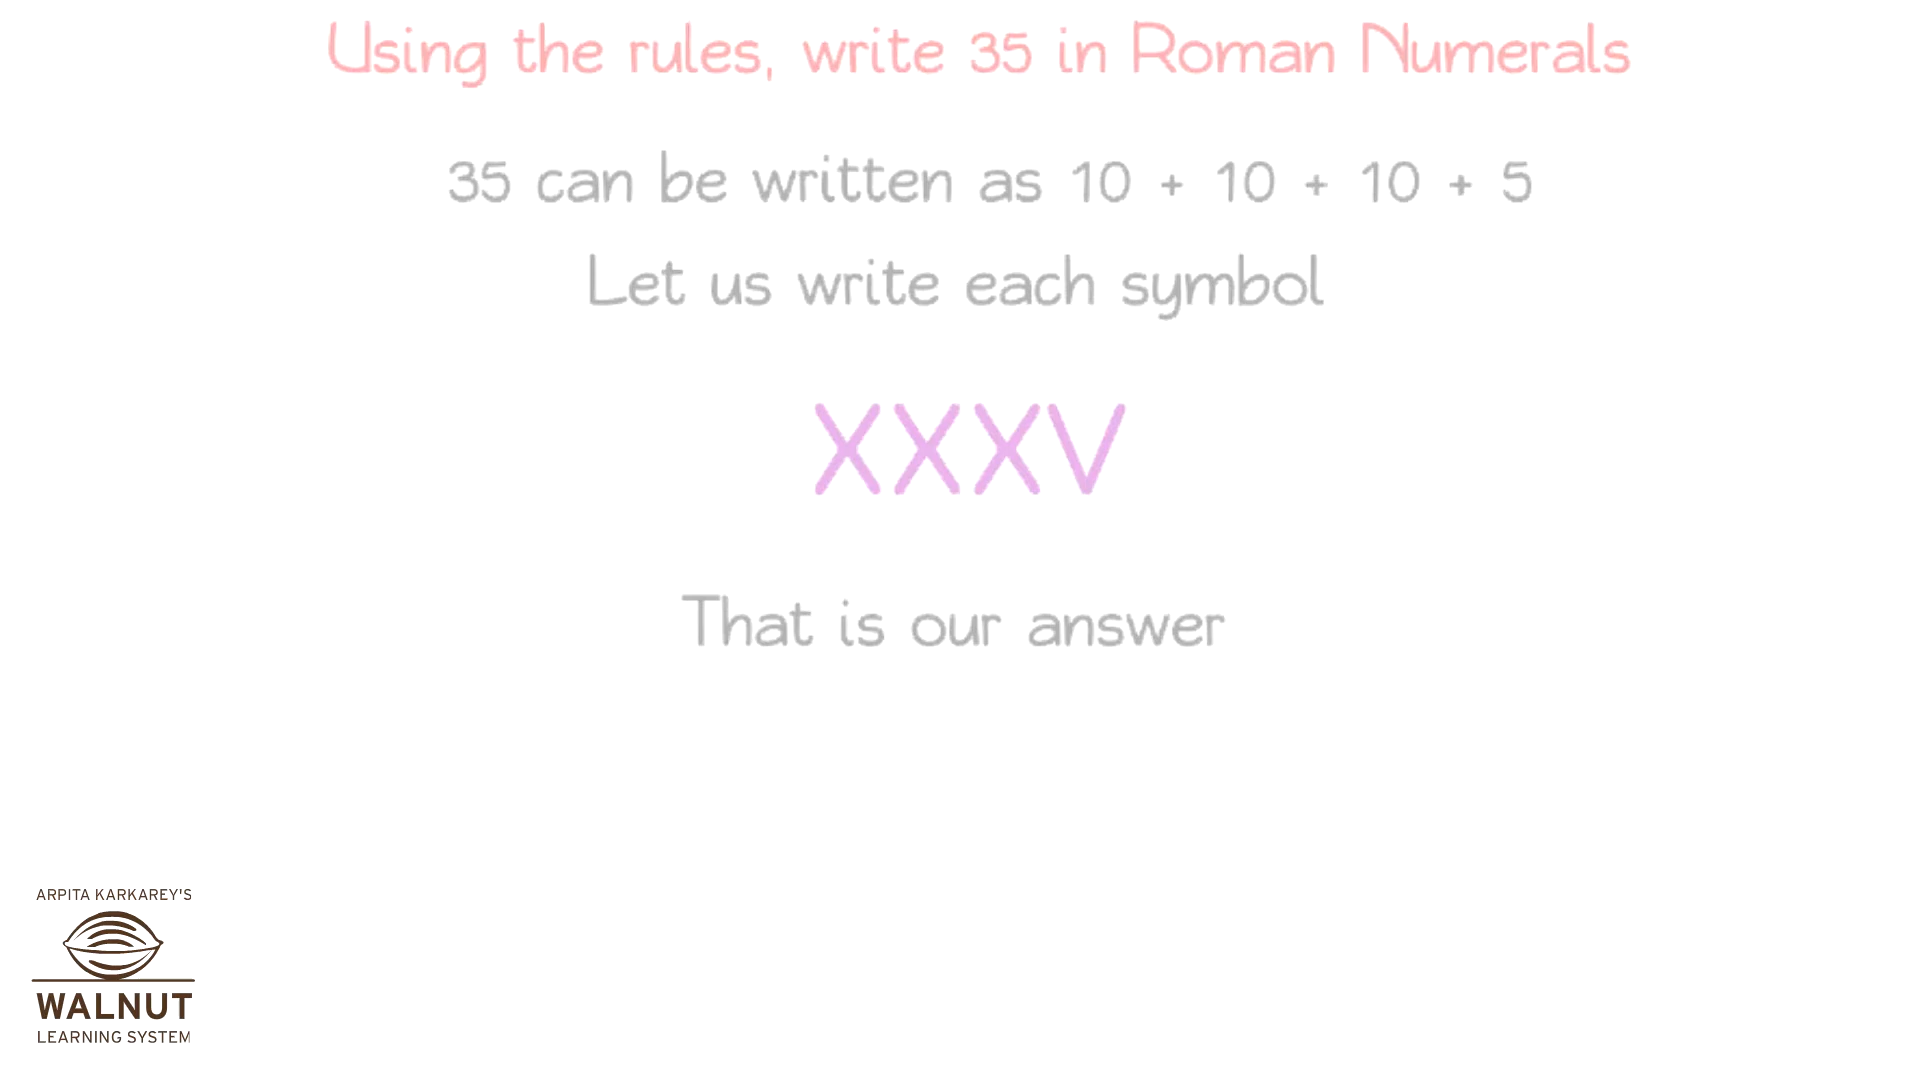 Using the rules, write 35 in Roman Numerals
35 can be written as 10 + 10 + 10 + 5
Let us write each symbol
XXXV
That is our answer
ARPITA KARKAREY'S
WALNUT
LEARNING SYSTEM